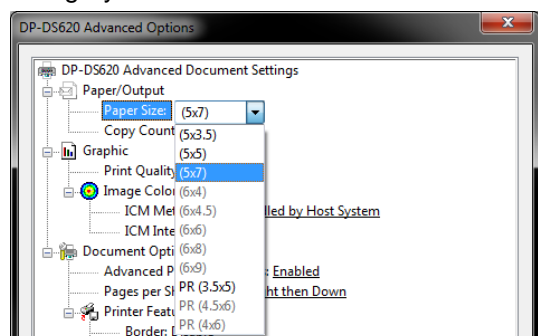 DP-DS620 Advanced Options
DP-DS620 Advanced Document Settings
Paper/Output
Paper Size: (5x7)
Copy Count
(5x3.5)
(5x5)
(5x7)
(6x4)
(6x4.5)
(6x6)
(6x8)
(6x9)
PR (3.5x5)
PR (4.5x6)
PR (4x6)
Graphic
Print Quality
Image Color
ICM Met lled by Host System
ICM Inte
Document Opti
Advanced P : Enabled
Pages per Sh ht then Down
Printer Featu
Border: